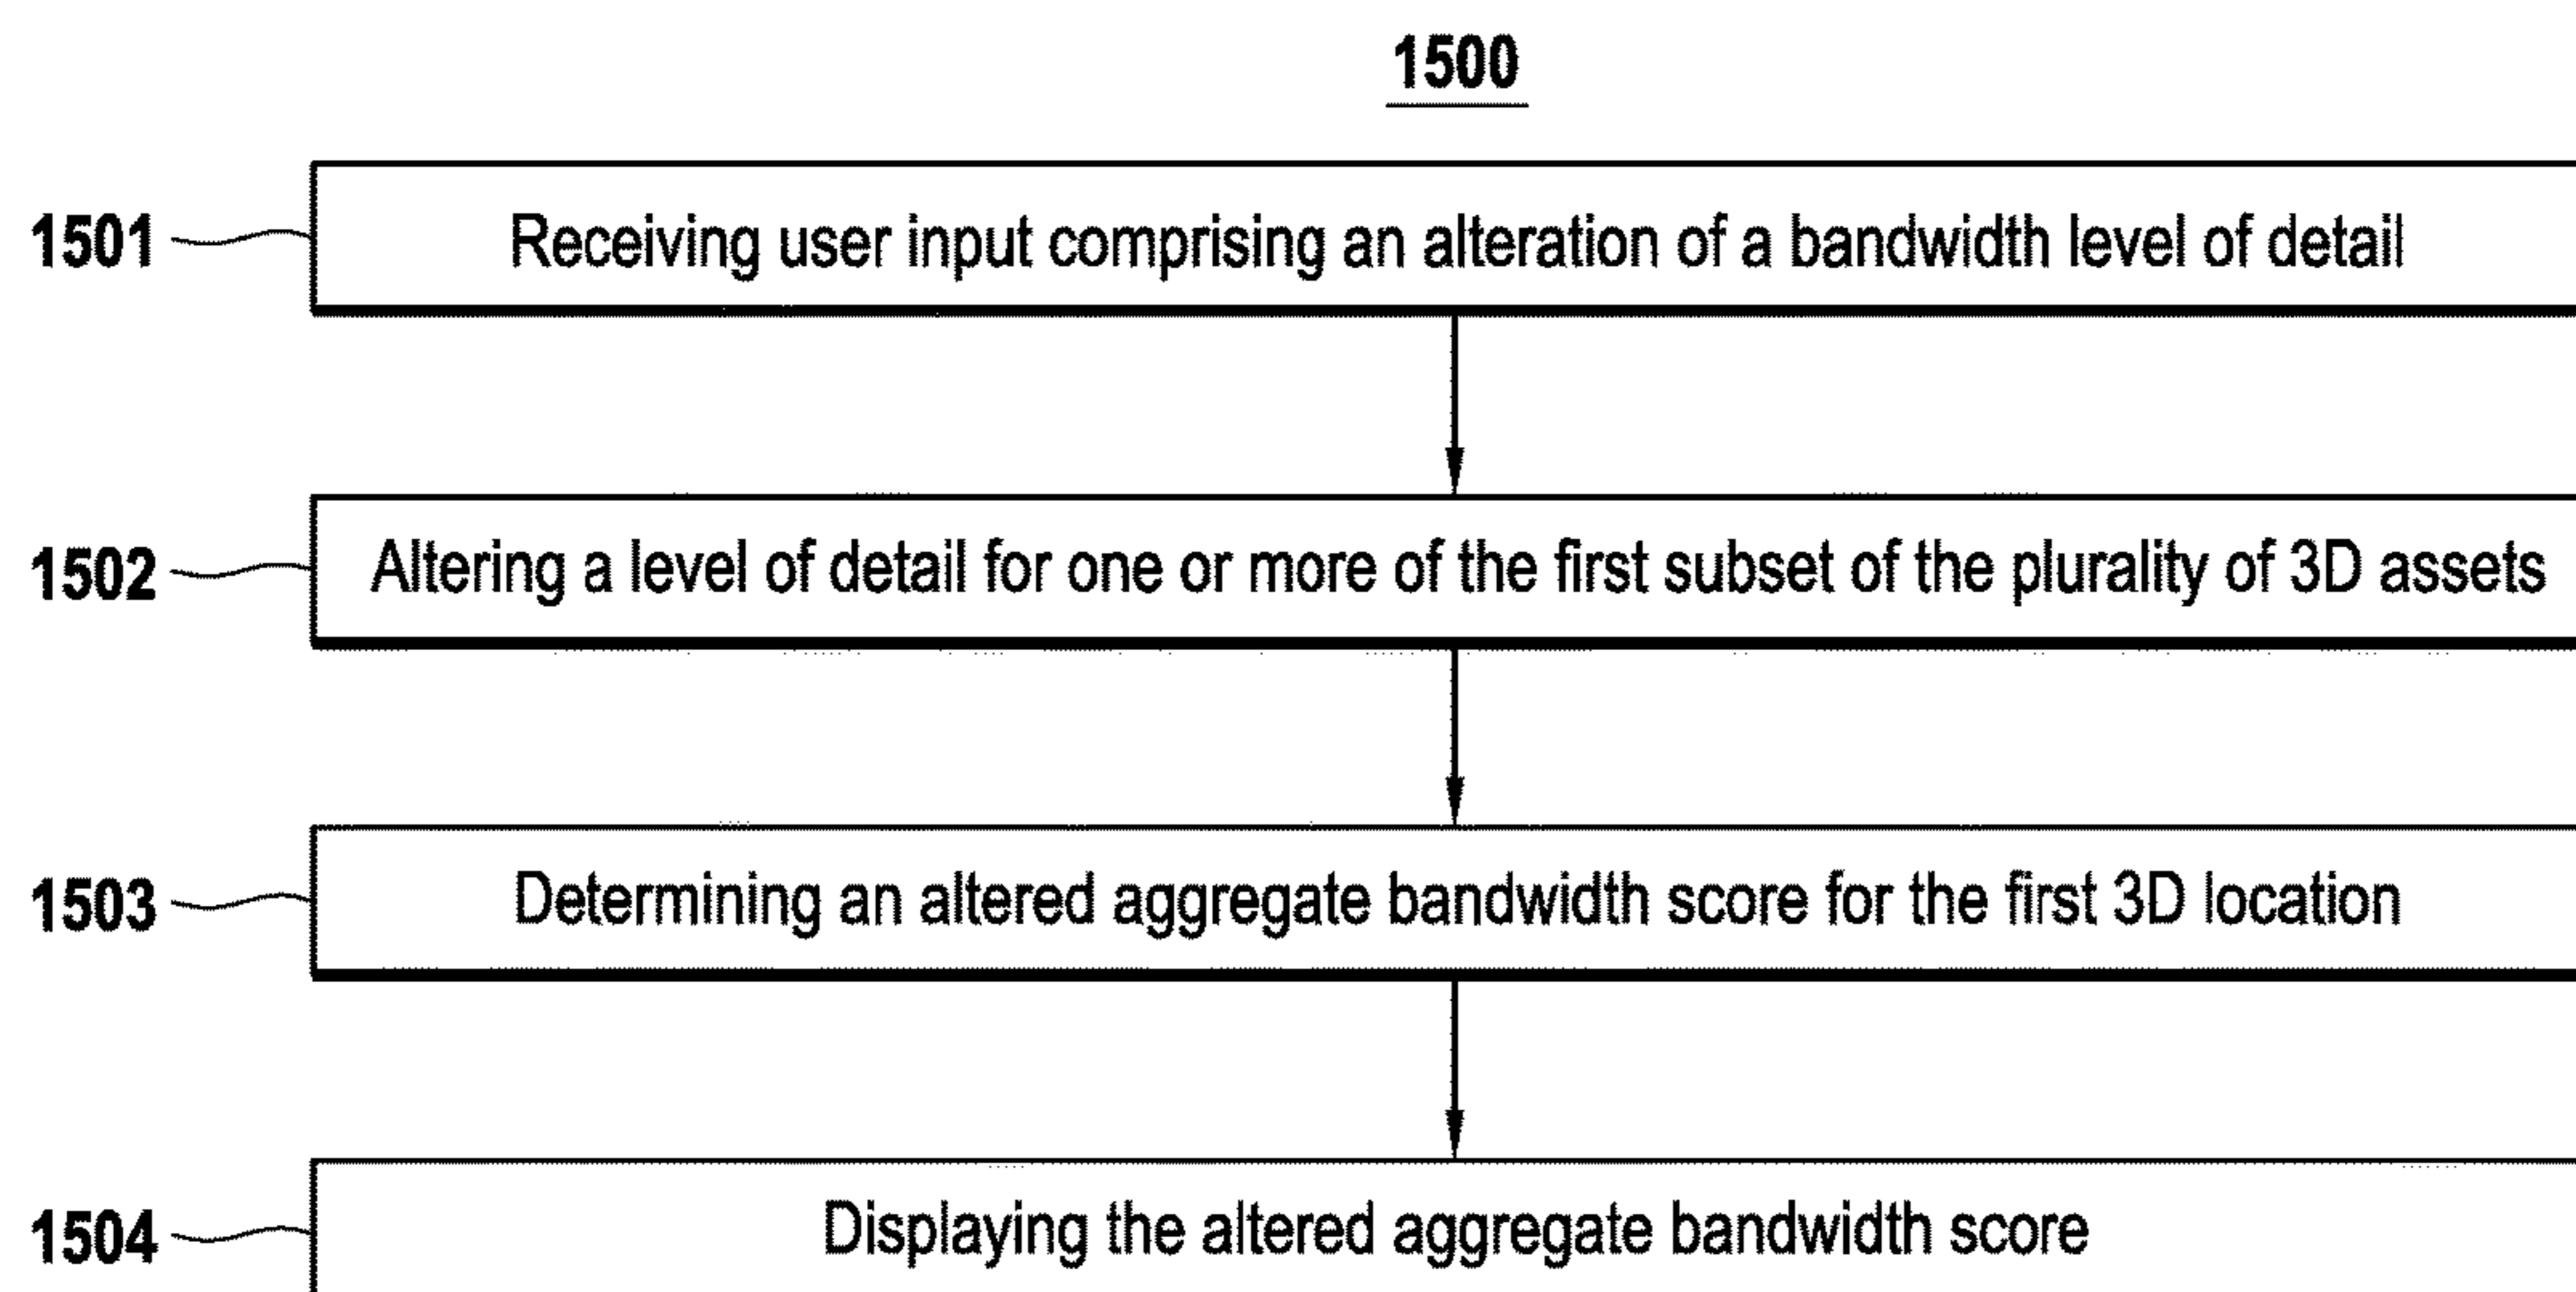 1500
1501 Receiving user input comprising an alteration of a bandwidth level of detail
1502 Altering a level of detail for one or more of the first subset of the plurality of 3D assets
1503 Determining an altered aggregate bandwidth score for the first 3D location
1504 Displaying the altered aggregate bandwidth score